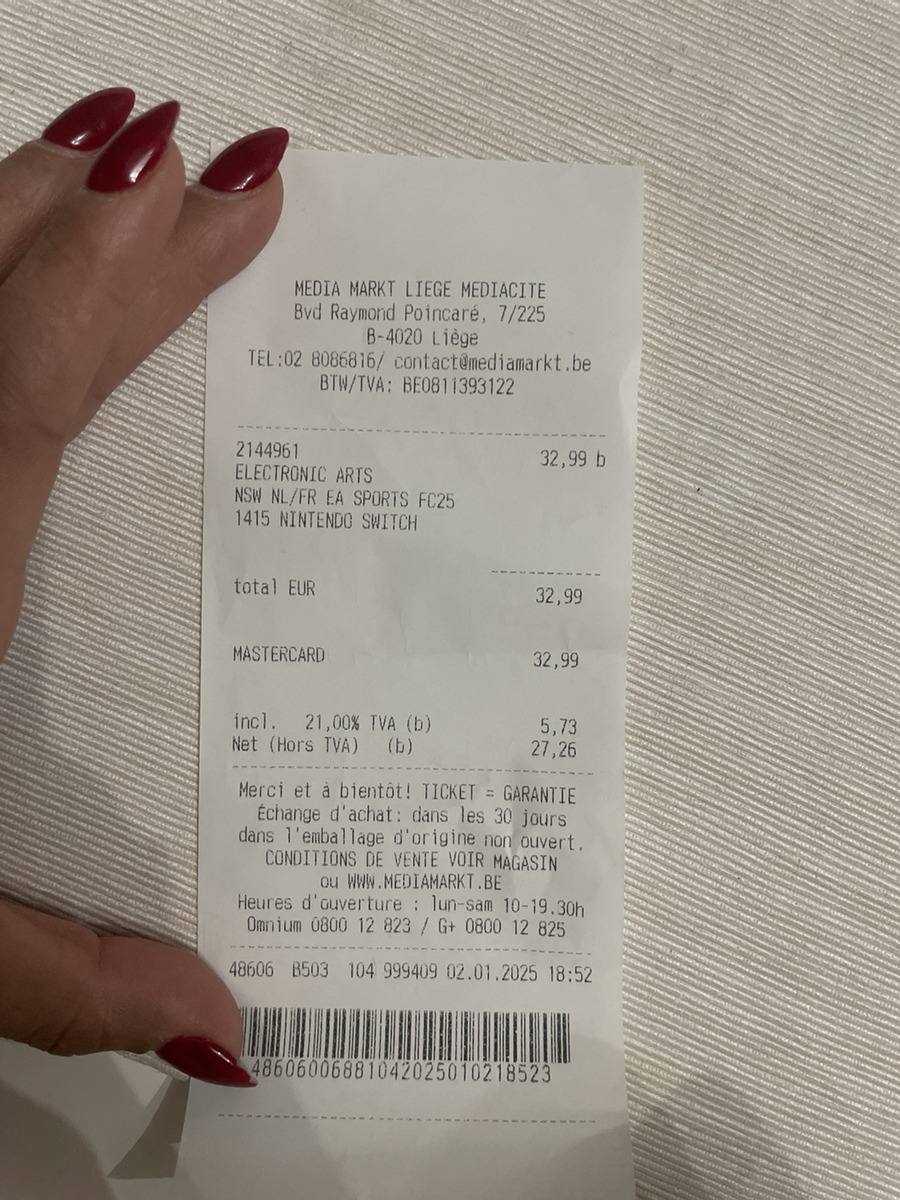 MEDIA MARKT LIEGE MEDIACITE
Bvd Raymond Poincaré, 7/225
B-4020 Liège
TEL:02 8086816/ contact@mediamarkt.be
BTW/TVA: BE0811393122
2144961 32,99 b
ELECTRONIC ARTS
NSW NL/FR EA SPORTS FC25
1415 NINTENDO SWITCH
total EUR 32,99
MASTERCARD 32,99
incl. 21,00% TVA (b) 5,73
Net (Hors TVA) (b) 27,26
Merci et à bientôt! TICKET = GARANTIE
Échange d'achat: dans les 30 jours
dans l'emballage d'origine non ouvert.
CONDITIONS DE VENTE VOIR MAGASIN
ou WWW.MEDIAMARKT.BE
Heures d'ouverture : lun-sam 10-19.30h
Omnium 0800 12 823 / G+ 0800 12 825
48606 B503 104 999409 02.01.2025 18:52
48606006881042025010218523